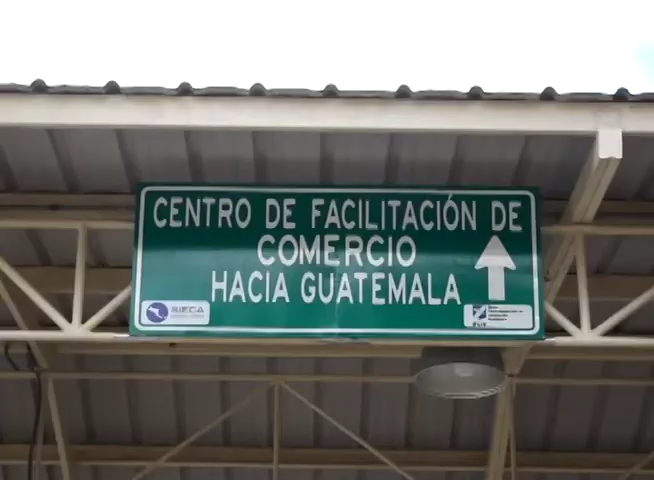 CENTRO DE FACILITACIÓN DE
COMERCIO
HACIA GUATEMALA
SIECA